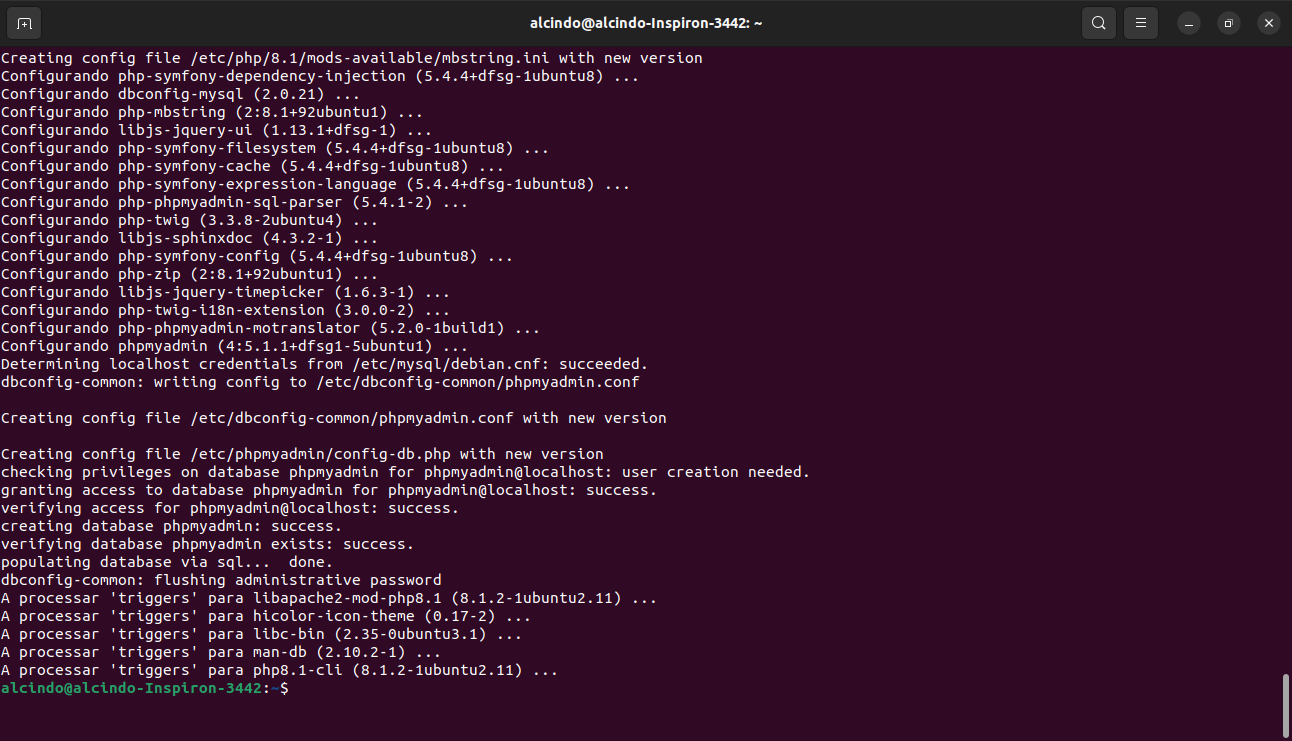 alcindo@alcindo-Inspiron-3442: ~
Creating config file /etc/php/8.1/mods-available/mbstring.ini with new version
Configurando php-symfony-dependency-injection (5.4.4+dfsg-1ubuntu8) ...
Configurando dbconfig-mysql (2.0.21) ...
Configurando php-mbstring (2:8.1+92ubuntu1) ...
Configurando libjs-jquery-ui (1.13.1+dfsg-1) ...
Configurando php-symfony-filesystem (5.4.4+dfsg-1ubuntu8) ...
Configurando php-symfony-cache (5.4.4+dfsg-1ubuntu8) ...
Configurando php-symfony-expression-language (5.4.4+dfsg-1ubuntu8) ...
Configurando php-phpmyadmin-sql-parser (5.4.1-2) ...
Configurando php-twig (3.3.8-2ubuntu4) ...
Configurando libjs-sphinxdoc (4.3.2-1) ...
Configurando php-symfony-config (5.4.4+dfsg-1ubuntu8) ...
Configurando php-zip (2:8.1+92ubuntu1) ...
Configurando libjs-jquery-timepicker (1.6.3-1) ...
Configurando php-twig-i18n-extension (3.0.0-2) ...
Configurando php-phpmyadmin-motranslator (5.2.0-1build1) ...
Configurando phpmyadmin (4:5.1.1+dfsg1-5ubuntu1) ...
Determining localhost credentials from /etc/mysql/debian.cnf: succeeded.
dbconfig-common: writing config to /etc/dbconfig-common/phpmyadmin.conf
Creating config file /etc/dbconfig-common/phpmyadmin.conf with new version
Creating config file /etc/phpmyadmin/config-db.php with new version
checking privileges on database phpmyadmin for phpmyadmin@localhost: user creation needed.
granting access to database phpmyadmin for phpmyadmin@localhost: success.
verifying access for phpmyadmin@localhost: success.
creating database phpmyadmin: success.
verifying database phpmyadmin exists: success.
populating database via sql...  done.
dbconfig-common: flushing administrative password
A processar 'triggers' para libapache2-mod-php8.1 (8.1.2-1ubuntu2.11) ...
A processar 'triggers' para hicolor-icon-theme (0.17-2) ...
A processar 'triggers' para libc-bin (2.35-0ubuntu3.1) ...
A processar 'triggers' para man-db (2.10.2-1) ...
A processar 'triggers' para php8.1-cli (8.1.2-1ubuntu2.11) ...
alcindo@alcindo-Inspiron-3442:~$